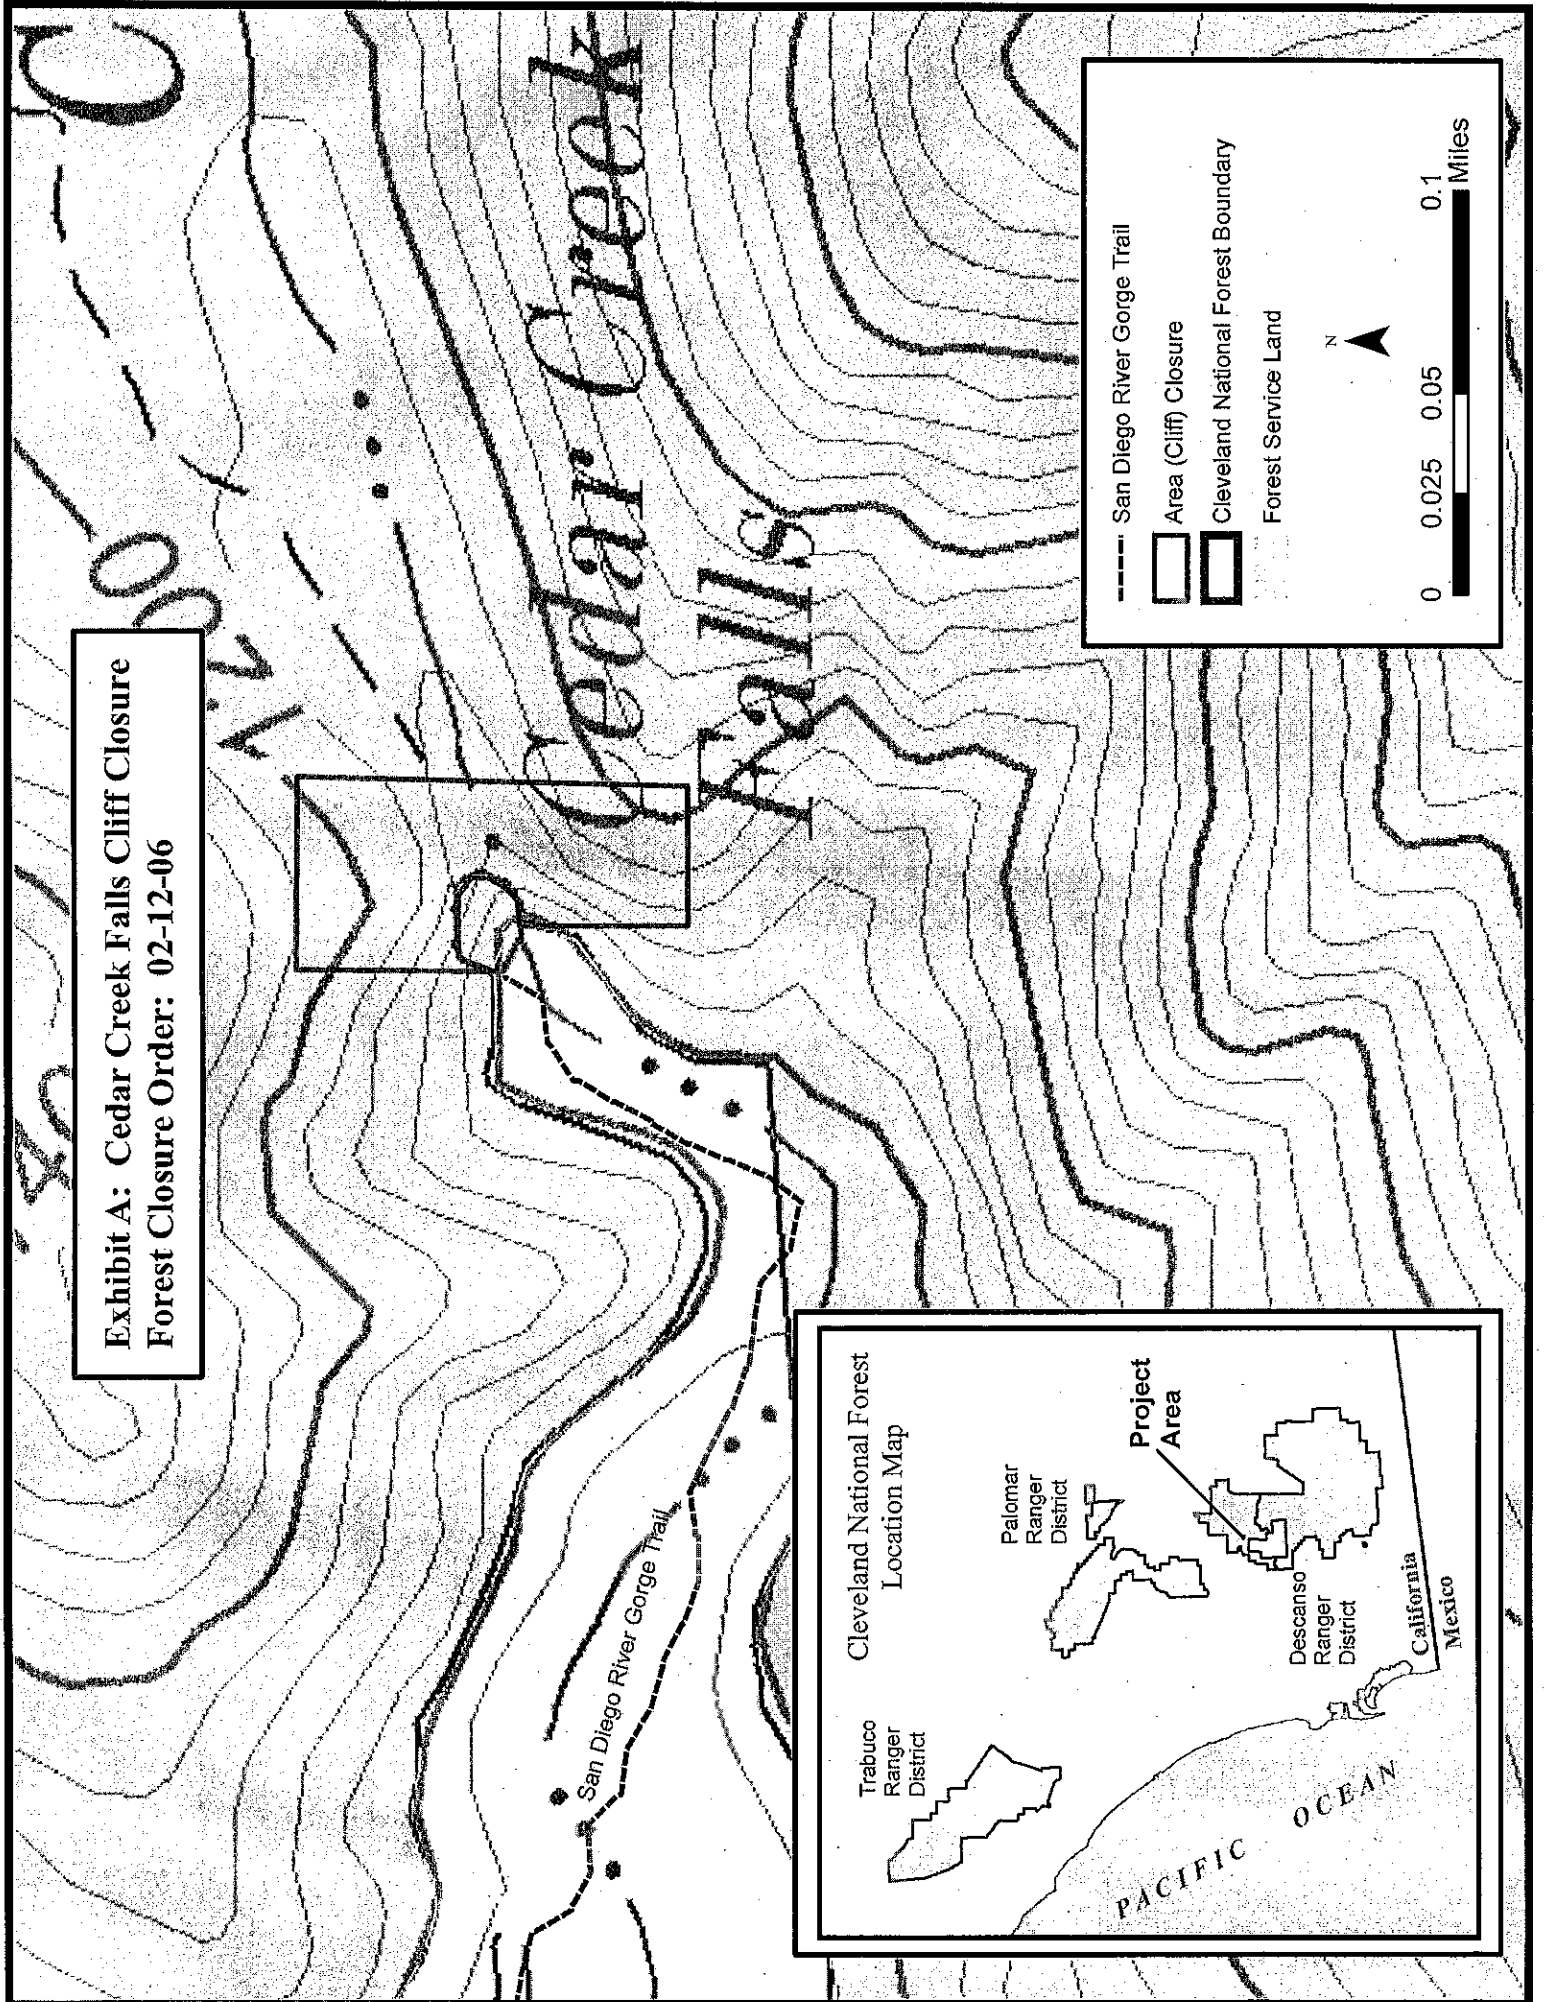 Exhibit A: Cedar Creek Falls Cliff Closure
Forest Closure Order: 02-12-06
1200
Cedar Creek
Falls
San Diego River Gorge Trail
Cleveland National Forest
Location Map
Trabuco
Ranger
District
Palomar
Ranger
District
Project
Area
Descanso
Ranger
District
California
Mexico
PACIFIC OCEAN
San Diego River Gorge Trail
Area (Cliff) Closure
Cleveland National Forest Boundary
Forest Service Land
N
0 0.025 0.05 0.1
Miles